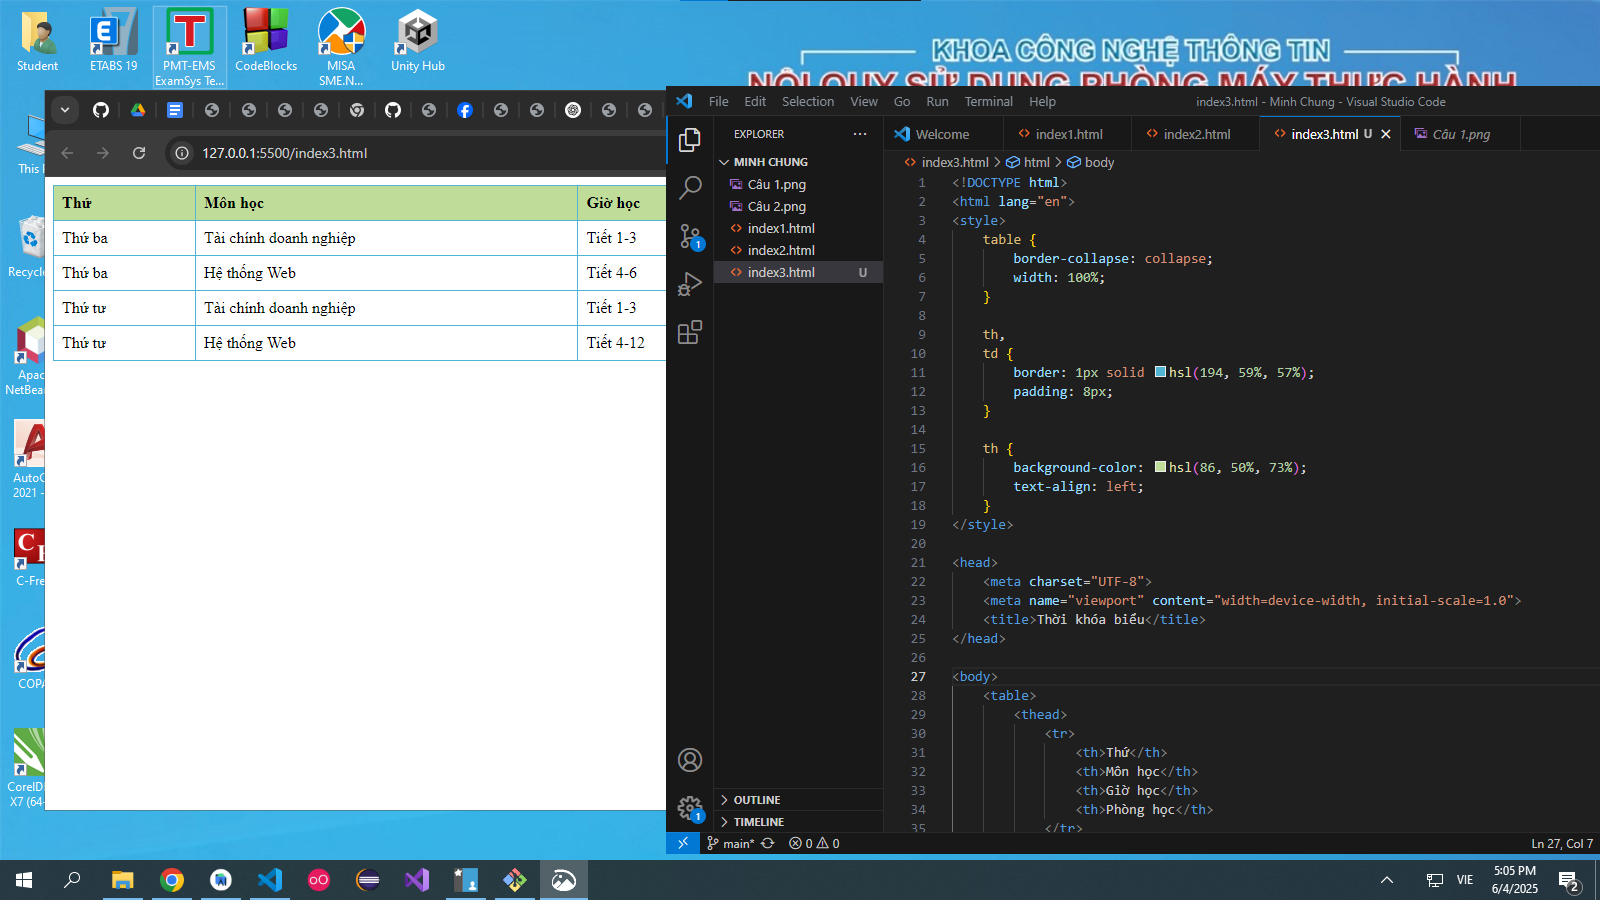 Student
ETABS 19
PMT-EMS
ExamSys Te...
CodeBlocks
MISA
SME.N...
Unity Hub
KHOA CÔNG NGHỆ THÔNG TIN
NỘI QUY SỬ DỤNG PHÒNG MÁY THỰC HÀNH
This
Recycle
Apac
NetBean
AutoC
2021 -
C-Fre
COPA
CorelD
X7 (64-
127.0.0.1:5500/index3.html
Thứ Môn học Giờ học
Thứ ba Tài chính doanh nghiệp Tiết 1-3
Thứ ba Hệ thống Web Tiết 4-6
Thứ tư Tài chính doanh nghiệp Tiết 1-3
Thứ tư Hệ thống Web Tiết 4-12
File Edit Selection View Go Run Terminal Help
index3.html - Minh Chung - Visual Studio Code
EXPLORER ...
MINH CHUNG
Câu 1.png
Câu 2.png
index1.html
index2.html
index3.html U
OUTLINE
TIMELINE
1
1
Welcome index1.html index2.html index3.html U Câu 1.png
index3.html > html > body
1 <!DOCTYPE html>
2 <html lang="en">
3 <style>
4 table {
5 border-collapse: collapse;
6 width: 100%;
7 }
8
9 th,
10 td {
11 border: 1px solid hsl(194, 59%, 57%);
12 padding: 8px;
13 }
14
15 th {
16 background-color: hsl(86, 50%, 73%);
17 text-align: left;
18 }
19 </style>
20
21 <head>
22 <meta charset="UTF-8">
23 <meta name="viewport" content="width=device-width, initial-scale=1.0">
24 <title>Thời khóa biểu</title>
25 </head>
26
27 <body>
28 <table>
29 <thead>
30 <tr>
31 <th>Thứ</th>
32 <th>Môn học</th>
33 <th>Giờ học</th>
34 <th>Phòng học</th>
35 </tr>
main* 0 0 Ln 27, Col 7
VIE
5:05 PM
6/4/2025
2